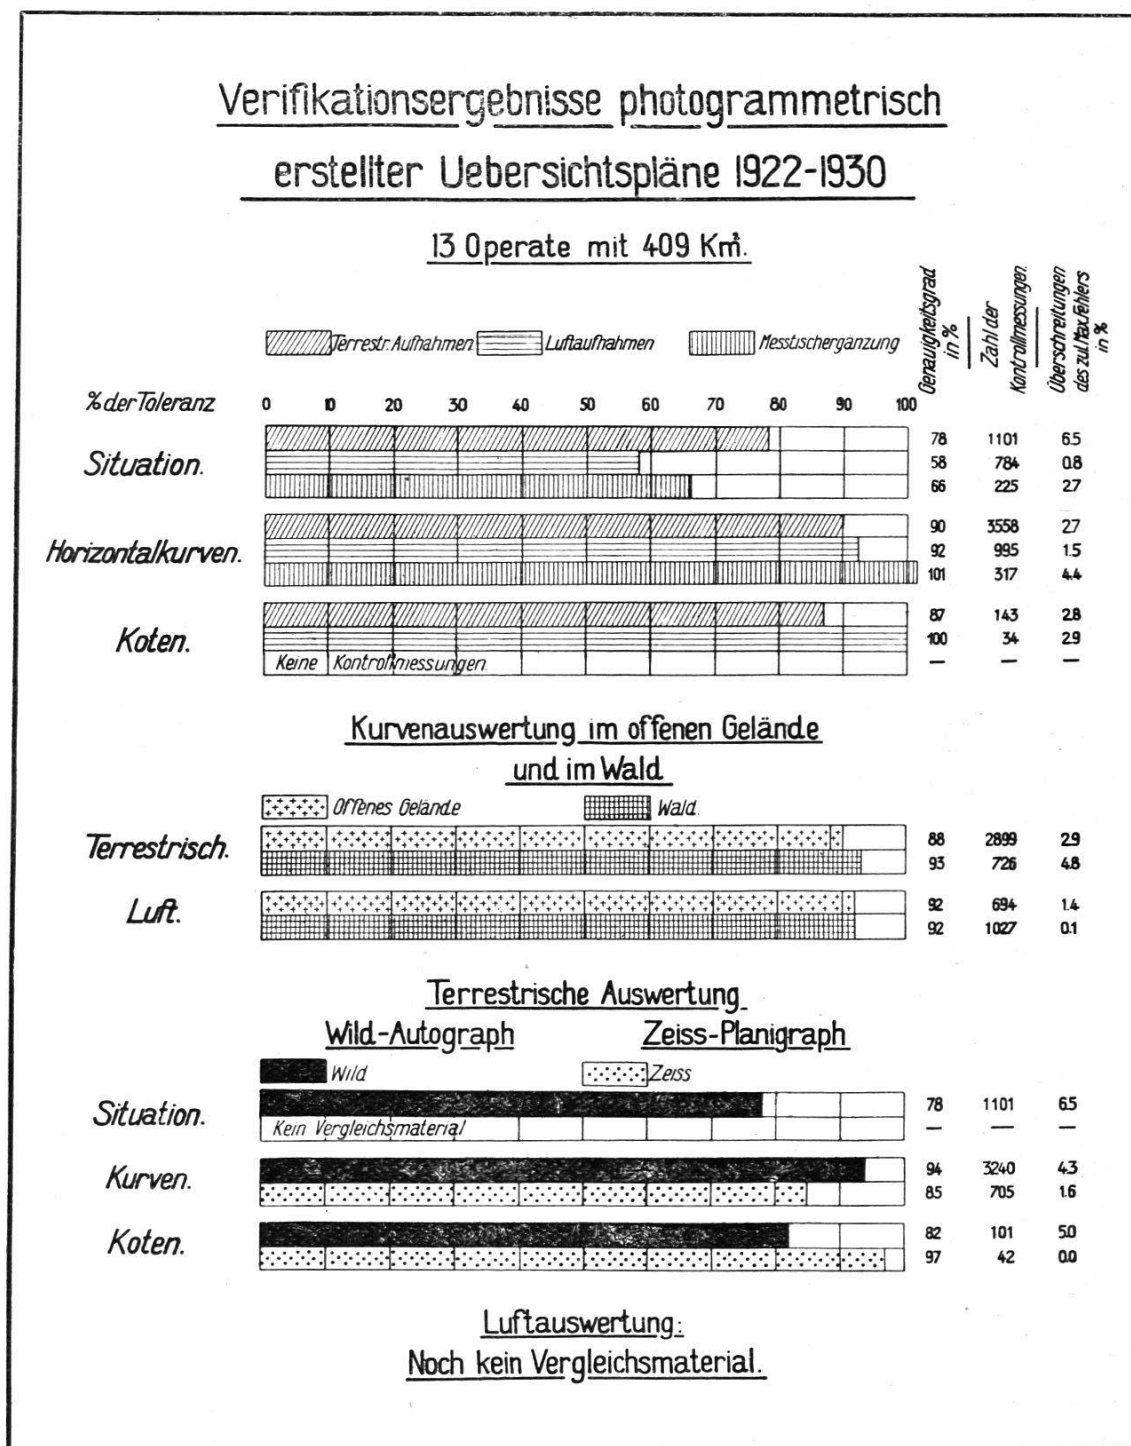 Verifikationsergebnisse photogrammetrisch
erstellter Uebersichtspläne 1922-1930
13 Operate mit 409 Km².
Genauigkeitsgrad in %
Zahl der Kontrollmessungen.
Überschreitungen des zul. Max. fehlers in %
Terrestr. Aufnahmen Luftaufnahmen Messtischergänzung
% der Toleranz 0 10 20 30 40 50 60 70 80 90 100
Situation.
78 1101 6.5
58 784 0.8
66 225 2.7
Horizontalkurven.
90 3558 2.7
92 995 1.5
101 317 4.4
Koten.
87 143 2.8
100 34 2.9
Keine Kontrollmessungen — — —
Kurvenauswertung im offenen Gelände
und im Wald
Offenes Gelände Wald.
Terrestrisch.
88 2899 2.9
93 726 4.8
Luft.
92 694 1.4
92 1027 0.1
Terrestrische Auswertung
Wild-Autograph Zeiss-Planigraph
Wild Zeiss
Situation.
78 1101 6.5
Kein Vergleichsmaterial — — —
Kurven.
94 3240 4.3
85 705 1.6
Koten.
82 101 5.0
97 42 0.0
Luftauswertung:
Noch kein Vergleichsmaterial.